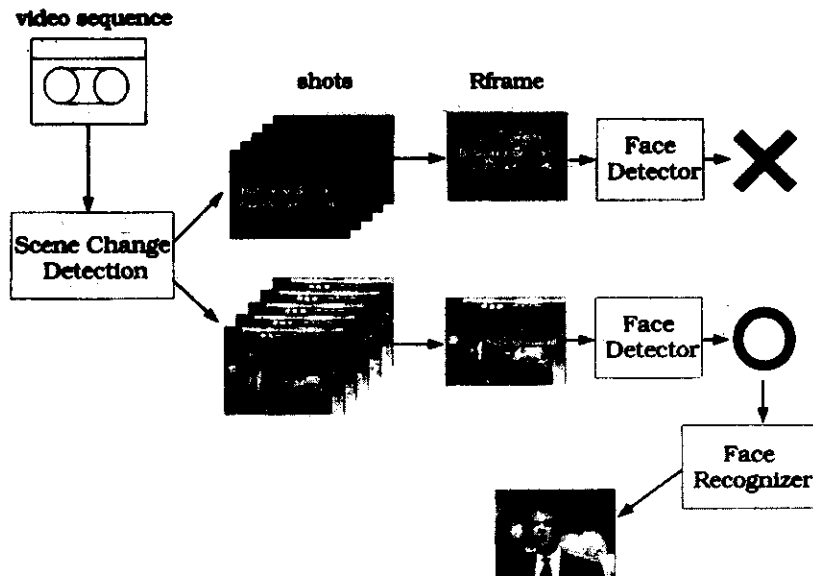 video sequence
shots
Rframe
Face
Detector
Scene Change
Detection
Face
Detector
Face
Recognizer